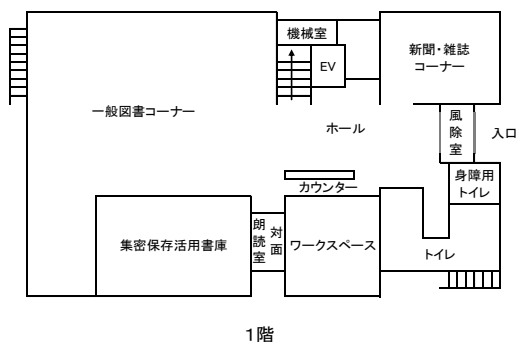 機械室
新聞・雑誌
コーナー
EV
一般図書コーナー
ホール
風除室
入口
身障用
トイレ
カウンター
対面
朗読室
集密保存活用書庫
ワークスペース
トイレ
1階